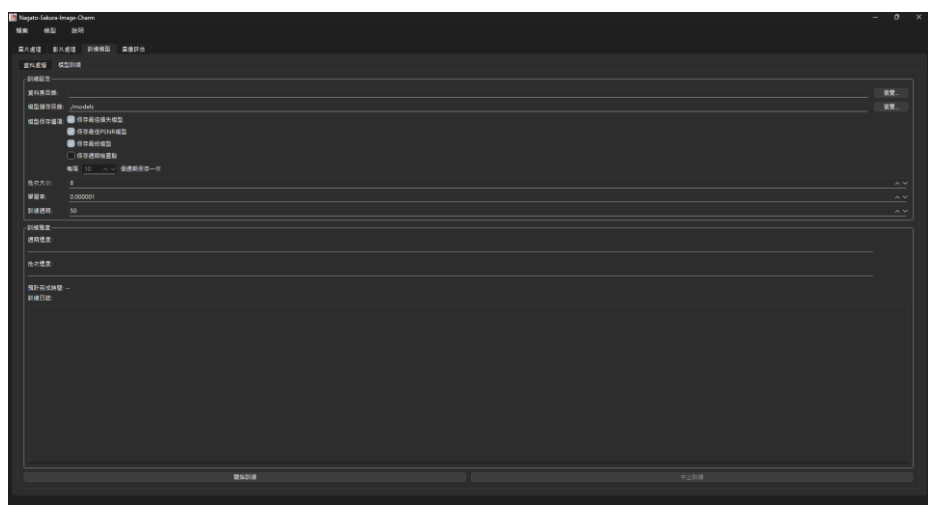 Nagato-Sakura-Image-Charm
檔案 模型 說明
圖片處理 影片處理 訓練模型 圖像評估
資料處理 模型訓練
訓練設定
資料集目錄: 瀏覽...
模型儲存目錄: ./models 瀏覽...
模型保存選項: 保存最佳損失模型
保存最佳PSNR模型
保存最終模型
保存週期檢查點
每隔 10 個週期保存一次
批次大小: 8
學習率: 0.000001
訓練週期: 50
訓練進度
週期進度:
批次進度:
預計完成時間: --
訓練日誌:
開始訓練 中止訓練